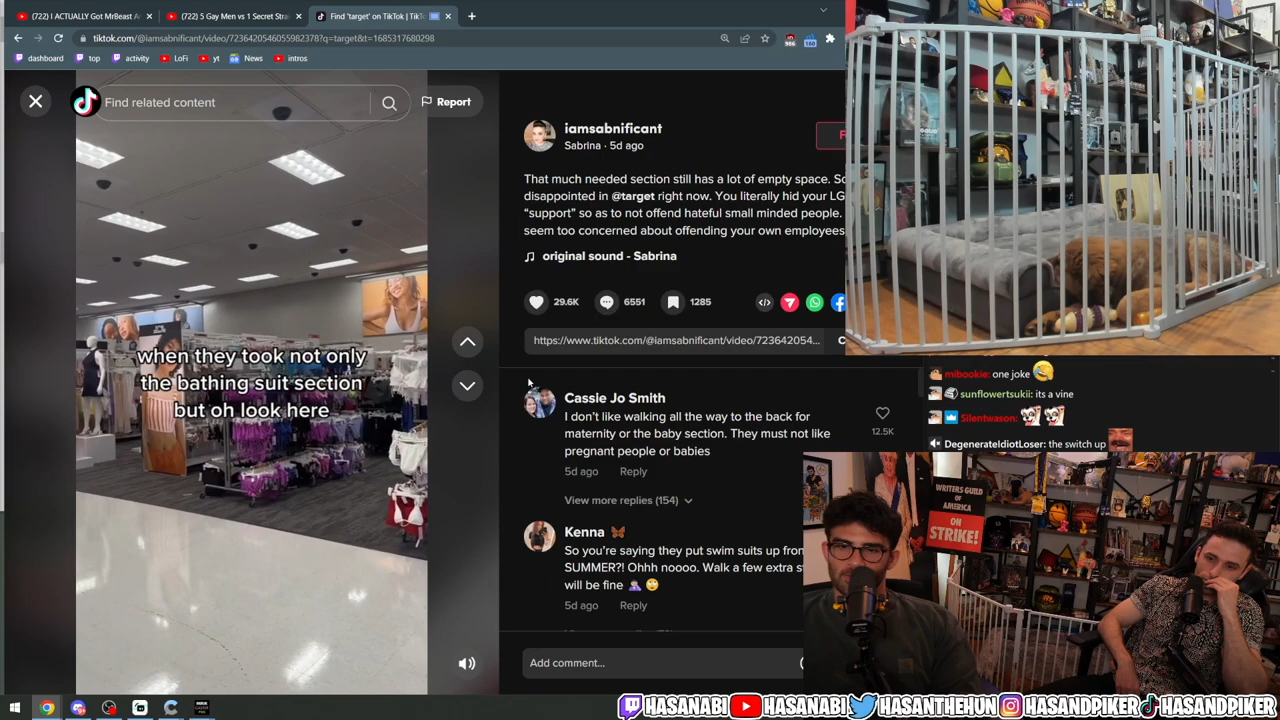 (722) I ACTUALLY Got MrBeast A
(722) 5 Gay Men vs 1 Secret Stra
Find 'target' on TikTok | TikTo
tiktok.com/@iamsabnificant/video/7236420546055982378?q=target&t=1685317680298
dashboard
top
activity
LoFi
yt
News
intros
Find related content
Report
when they took not only
the bathing suit section
but oh look here
iamsabnificant
Sabrina · 5d ago
That much needed section still has a lot of empty space. So
disappointed in @target right now. You literally hid your LG
“support” so as to not offend hateful small minded people.
seem too concerned about offending your own employees
original sound - Sabrina
29.6K
6551
1285
https://www.tiktok.com/@iamsabnificant/video/723642054...
Cassie Jo Smith
I don’t like walking all the way to the back for
maternity or the baby section. They must not like
pregnant people or babies
12.5K
5d ago
Reply
View more replies (154)
Kenna
So you’re saying they put swim suits up fron
SUMMER?! Ohhh noooo. Walk a few extra s
will be fine
5d ago
Reply
Add comment...
mibookie: one joke
sunflowertsukii: its a vine
Silentwason:
DegenerateIdiotLoser: the switch up
WRITERS GUILD
OF
AMERICA
ON
STRIKE!
HASANABI
HASANABI
HASANTHEHUN
HASANDPIKER
HASANDPIKER